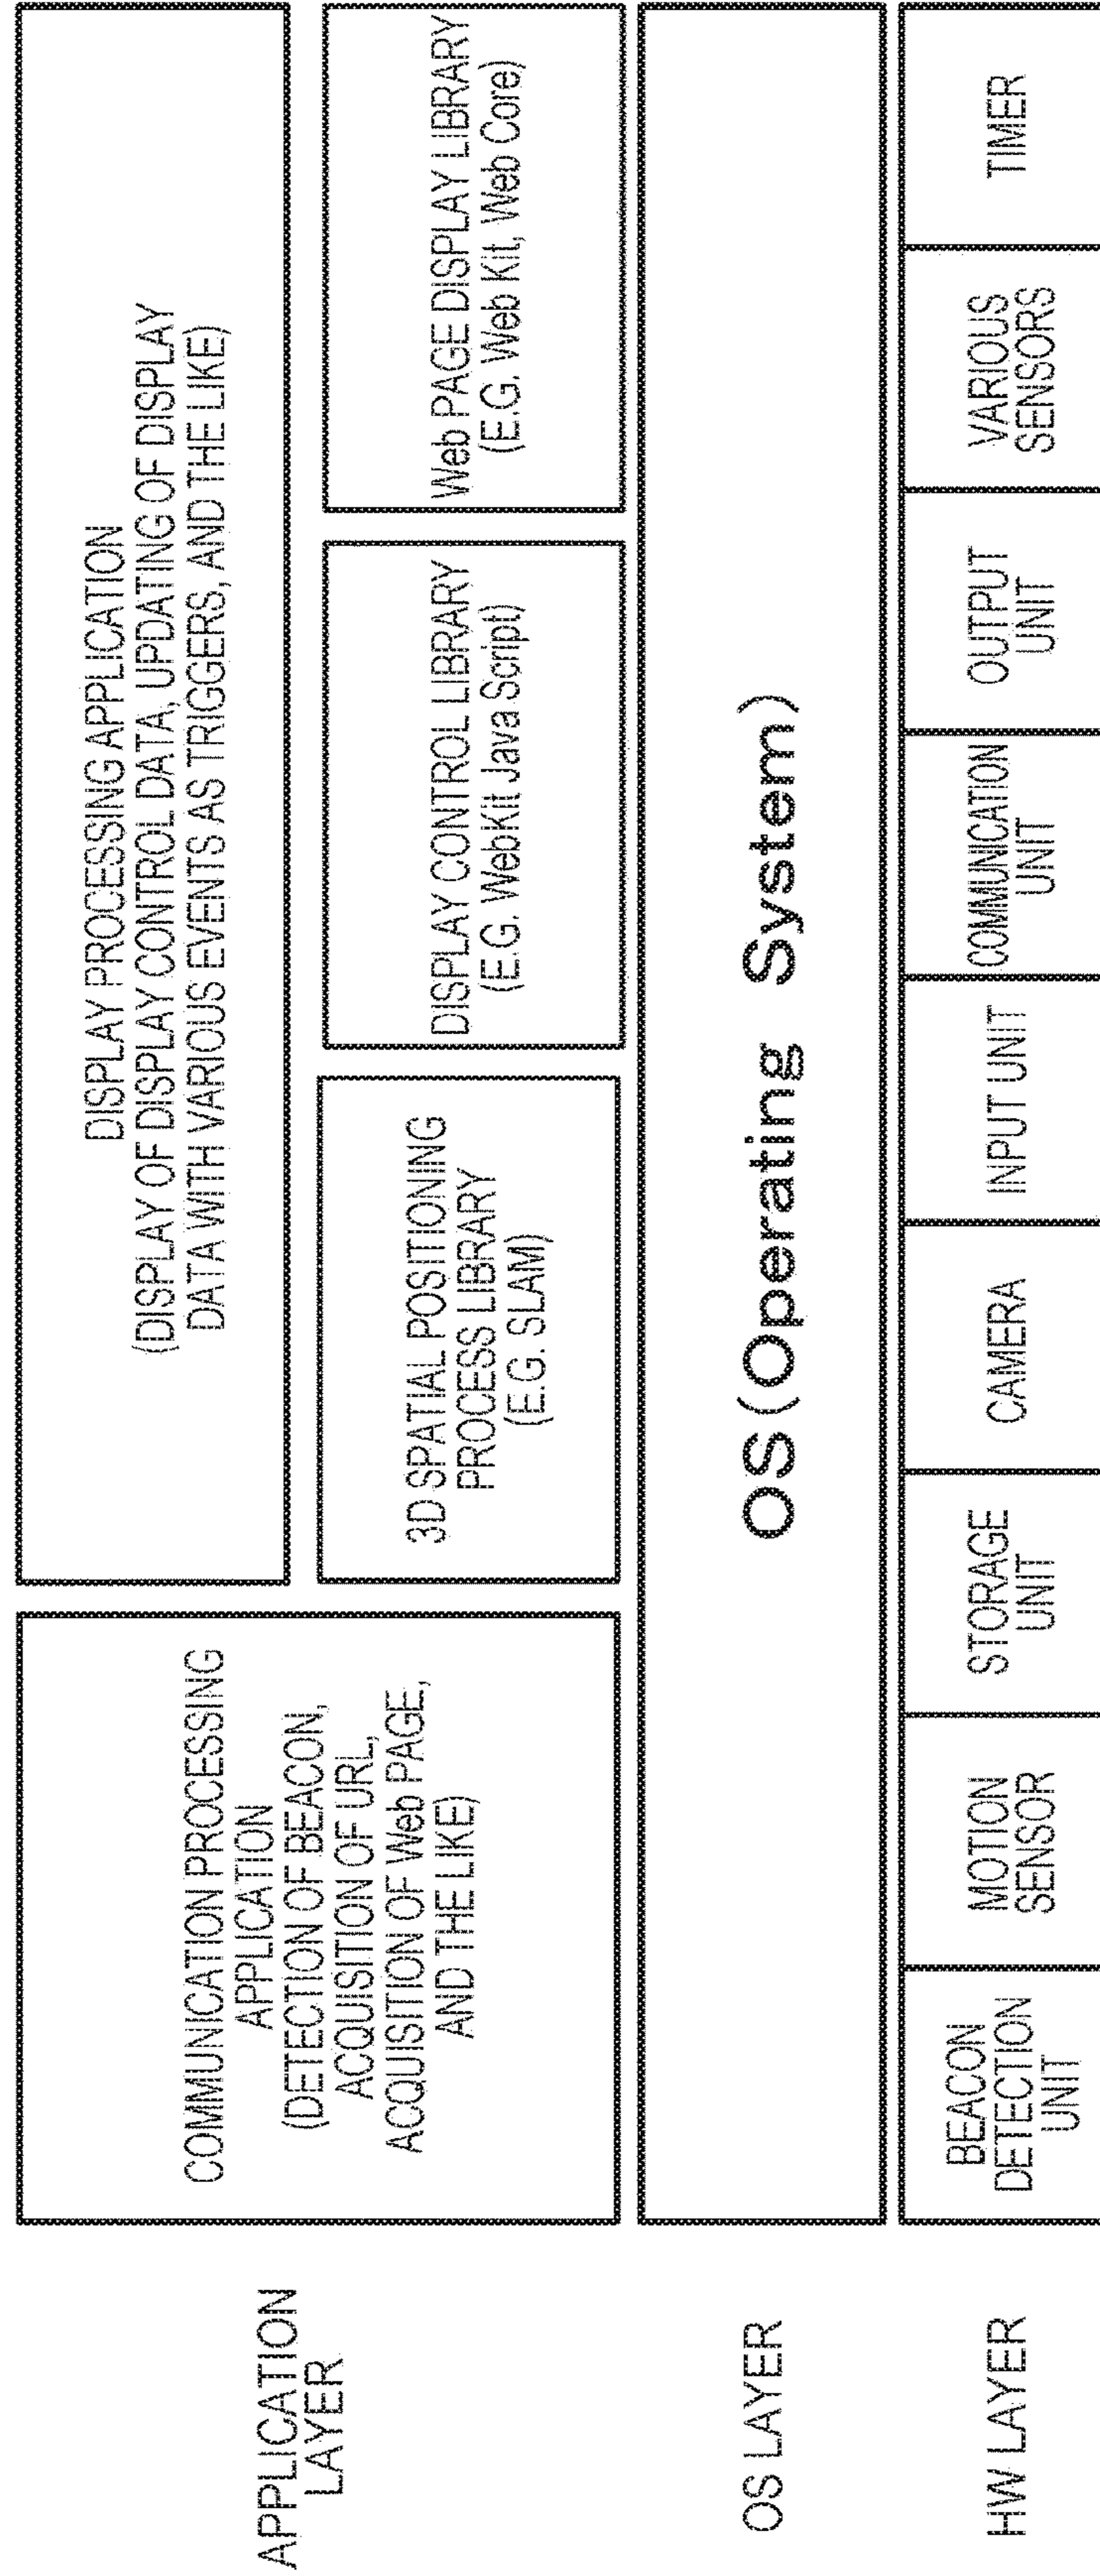 APPLICATION
LAYER
COMMUNICATION PROCESSING
APPLICATION
(DETECTION OF BEACON,
ACQUISITION OF URL,
ACQUISITION OF Web PAGE,
AND THE LIKE)
DISPLAY PROCESSING APPLICATION
(DISPLAY OF DISPLAY CONTROL DATA, UPDATING OF DISPLAY
DATA WITH VARIOUS EVENTS AS TRIGGERS, AND THE LIKE)
3D SPATIAL POSITIONING
PROCESS LIBRARY
(E.G. SLAM)
DISPLAY CONTROL LIBRARY
(E.G. WebKit Java Script)
Web PAGE DISPLAY LIBRARY
(E.G. Web Kit, Web Core)
OS LAYER
OS (Operating System)
HW LAYER
BEACON
DETECTION
UNIT
MOTION
SENSOR
STORAGE
UNIT
CAMERA
INPUT UNIT
COMMUNICATION
UNIT
OUTPUT
UNIT
VARIOUS
SENSORS
TIMER